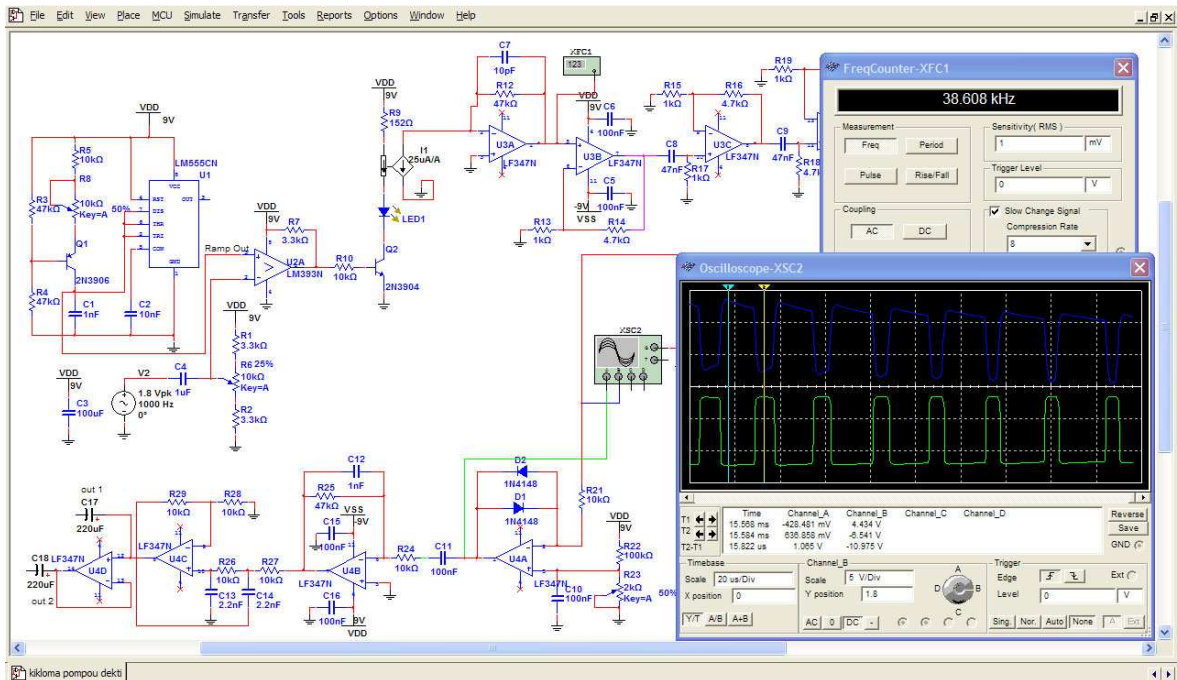 File Edit View Place MCU Simulate Transfer Tools Reports Options Window Help
VDD
9V
R5
10kΩ
R8
10kΩ
Key=A
50%
R3
47kΩ
Q1
2N3906
R4
47kΩ
C1
1nF
C2
10nF
LM555CN
U1
VCC
RST
OUT
DIS
THR
TRI
CON
GND
Ramp Out
VDD
9V
R7
3.3kΩ
U2A
LM393N
R10
10kΩ
Q2
2N3904
VDD
9V
R9
152Ω
I1
25uA/A
LED1
VDD
9V
R1
3.3kΩ
R6
25%
10kΩ
Key=A
R2
3.3kΩ
C4
1uF
V2
1.8 Vpk
1000 Hz
0°
VDD
9V
C3
100uF
C7
10pF
R12
47kΩ
U3A
LF347N
XFC1
123
VDD
9V
C6
100nF
U3B
LF347N
C5
100nF
-9V
VSS
R13
1kΩ
R14
4.7kΩ
C8
47nF
R17
1kΩ
R15
1kΩ
R16
4.7kΩ
U3C
LF347N
C9
47nF
R18
4.7k
R19
1kΩ
XSC2
FreqCounter-XFC1
38.608 kHz
Measurement
Freq
Period
Pulse
Rise/Fall
Coupling
AC
DC
Sensitivity( RMS )
1
mV
Trigger Level
0
V
Slow Change Signal
Compression Rate
8
Oscilloscope-XSC2
Time Channel_A Channel_B Channel_C Channel_D
T1 15.568 ms -428.481 mV 4.434 V
T2 15.584 ms 636.858 mV -6.541 V
T2-T1 15.822 us 1.065 V -10.975 V
Reverse
Save
GND
Timebase
Scale 20 us/Div
X position 0
Y/T A/B A+B
Channel_B
Scale 5 V/Div
Y position 1.8
AC 0 DC -
A
B
C
D
Trigger
Edge
Ext
Level 0 V
Sing. Nor. Auto None A Ext
out 1
C17
220uF
C18
220uF
out 2
LF347N
U4D
R29
10kΩ
R28
10kΩ
LF347N
U4C
R26
10kΩ
R27
10kΩ
C13
2.2nF
C14
2.2nF
C12
1nF
R25
47kΩ
VSS
-9V
C15
100nF
U4B
LF347N
C16
100nF
9V
VDD
R24
10kΩ
C11
100nF
D2
1N4148
D1
1N4148
U4A
LF347N
C10
100nF
R21
10kΩ
VDD
9V
R22
100kΩ
R23
2kΩ
Key=A
50%
kikloma pompou dekti